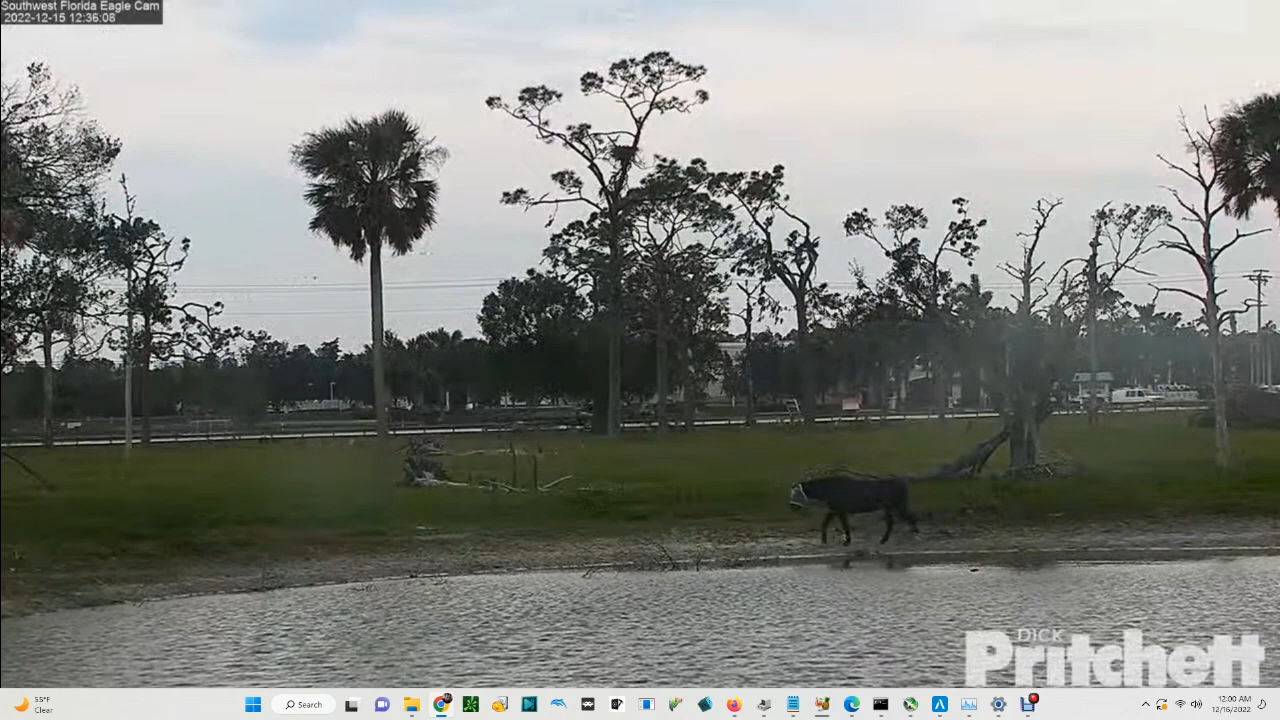 Southwest Florida Eagle Cam
2022-12-15 12:36:08
DICK
Pritchett
55°F
Clear
Search
12:00 AM
12/16/2022